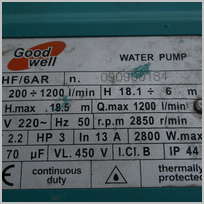 Good
well
WATER PUMP
HF/6AR n. 090900184
200÷1200 l/min H 18.1÷6 m
H.max 18.5 m Q.max 1200 l/min
V 220~ Hz 50 r.p.m 2850 r/min
2.2 HP 3 In 13 A 2800 W.max
70 µF VL. 450 V I.Cl. B IP 44
CE continuous
duty
thermally
protected